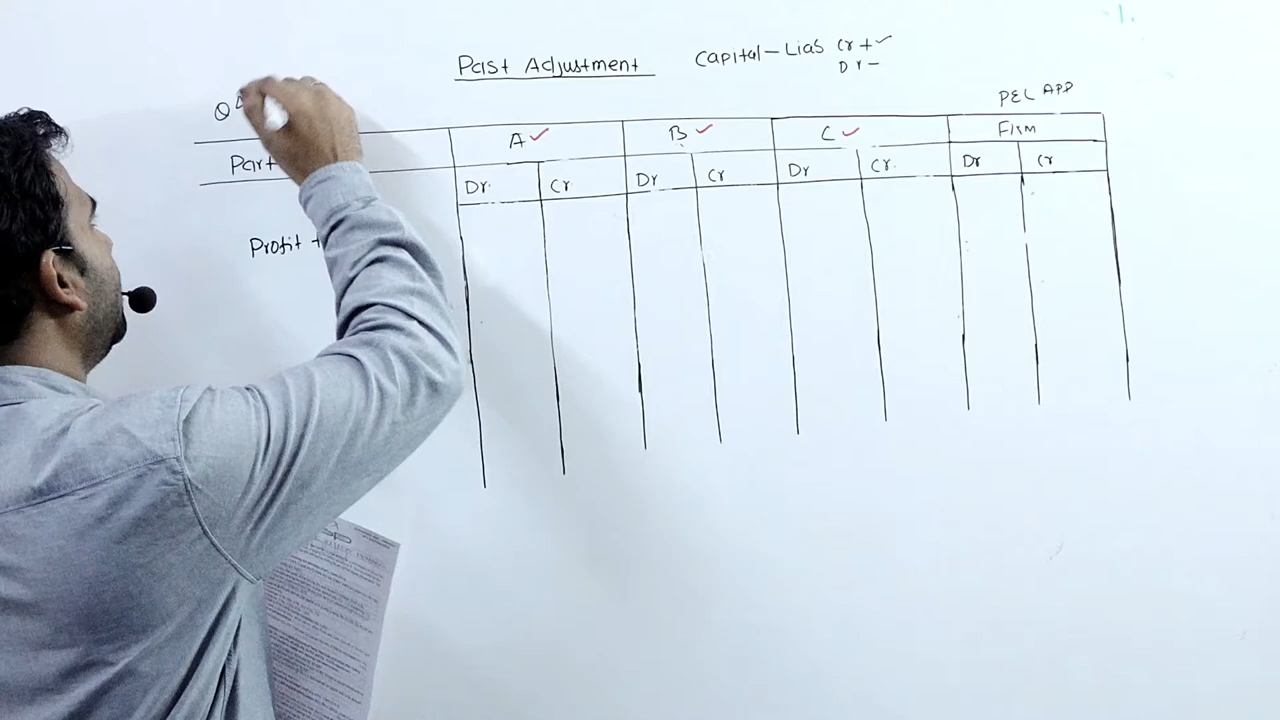 Past Adjustment
Capital - Lias Cr + ✓
Dr -
Q
P&L APP
A ✓ B ✓ C ✓ Firm
Part
Dr. Cr Dr Cr Dr Cr. Dr Cr
Profit